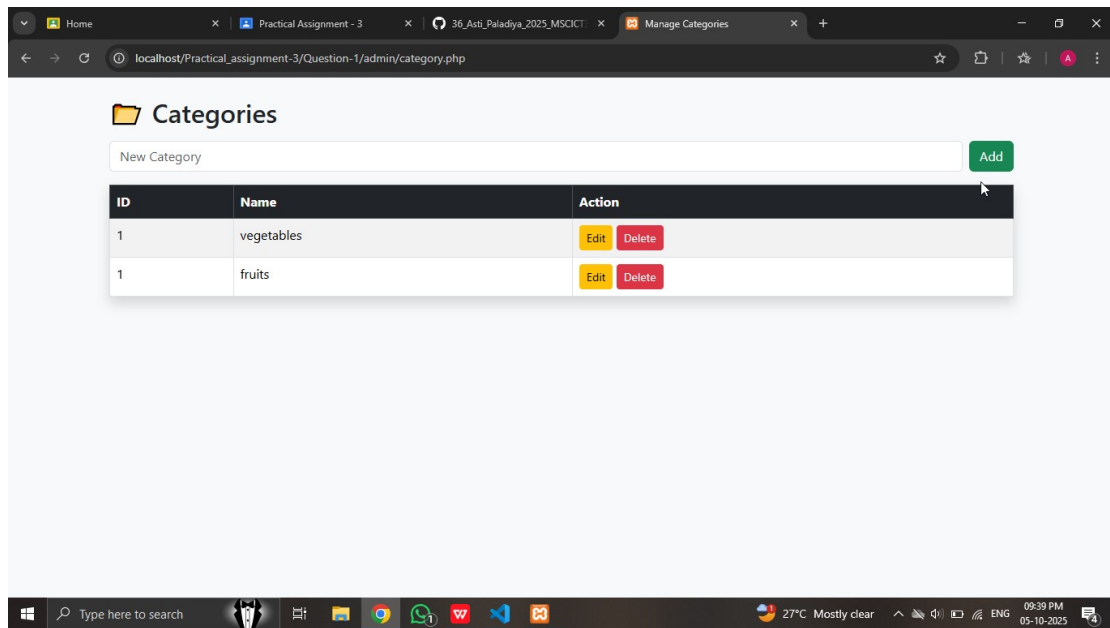 Home
Practical Assignment - 3
36_Asti_Paladiya_2025_MSCICT
Manage Categories
localhost/Practical_assignment-3/Question-1/admin/category.php
A
Categories
New Category Add
ID Name Action
1 vegetables Edit Delete
1 fruits Edit Delete
Type here to search
1
W
27°C Mostly clear
ENG
09:39 PM
05-10-2025
4